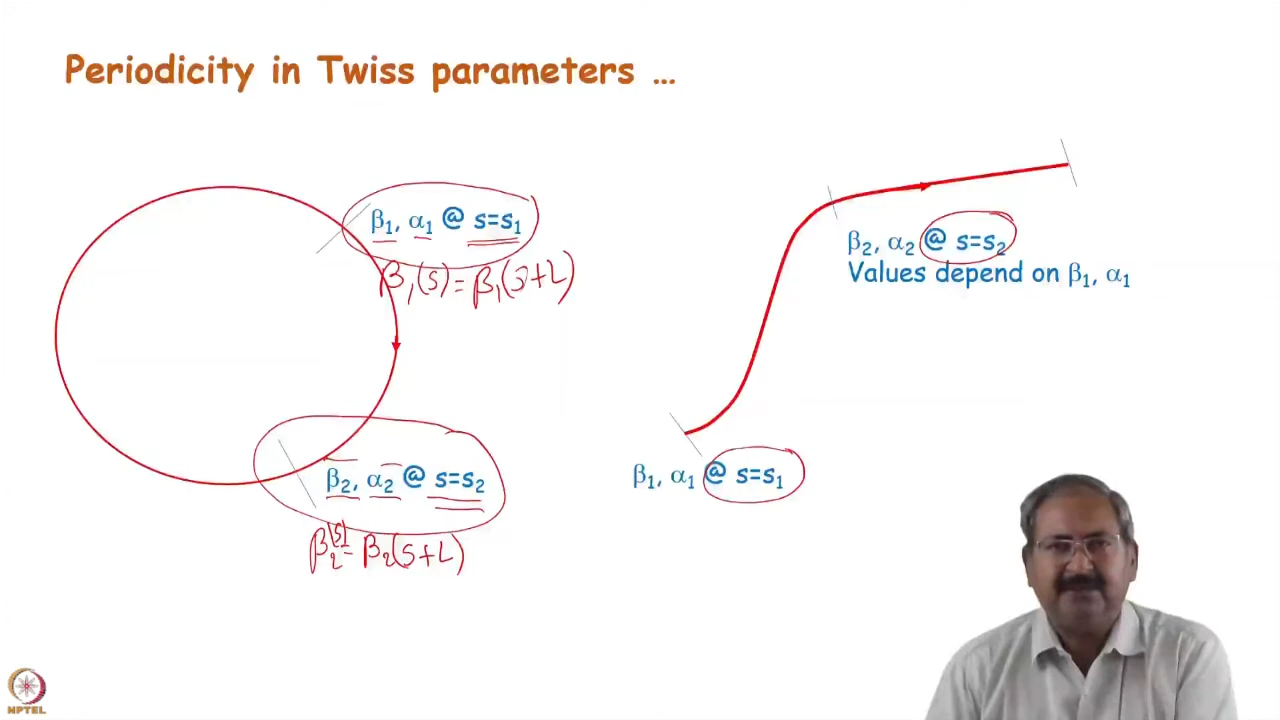 Periodicity in Twiss parameters ...
β₁, α₁ @ s=s₁
β₁(s) = β₁(s+L)
β₂, α₂ @ s=s₂
β₂(s) = β₂(s+L)
β₂, α₂ @ s=s₂
Values depend on β₁, α₁
β₁, α₁ @ s=s₁
NPTEL